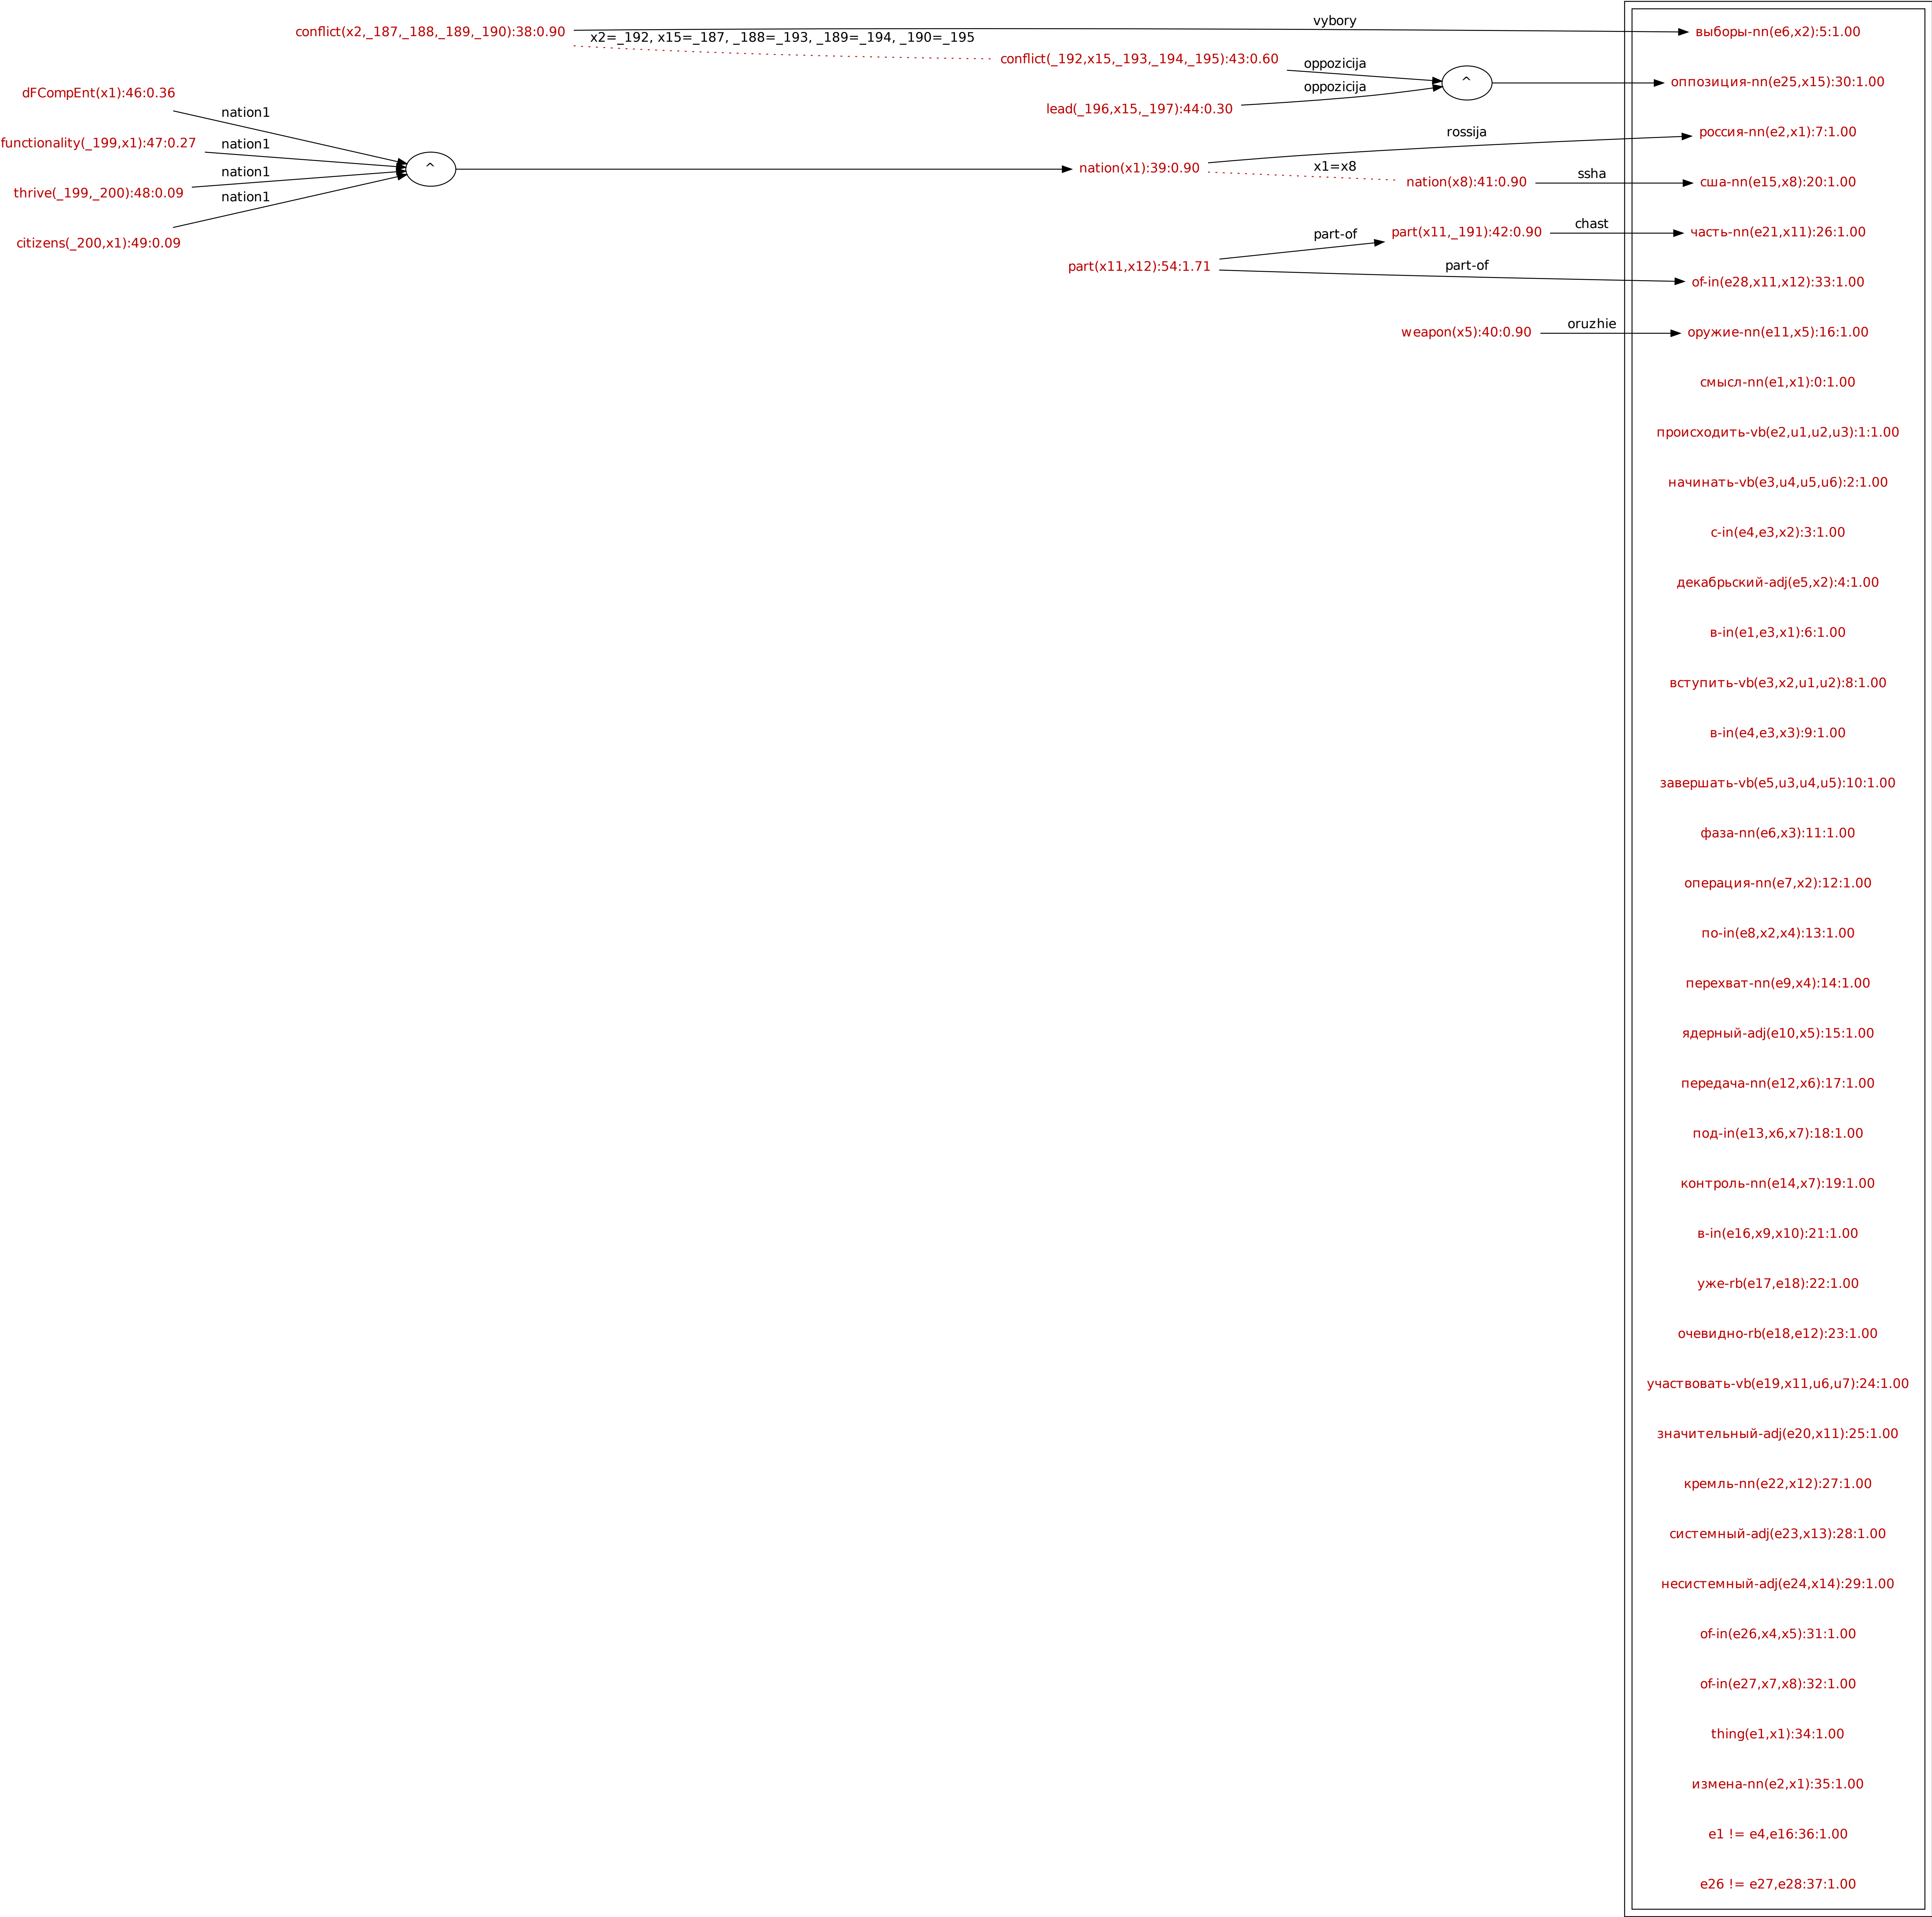 vybory
conflict(x2,_187,_188,_189,_190):38:0.90
выборы-nn(e6,x2):5:1.00
x2=_192, x15=_187, _188=_193, _189=_194, _190=_195
conflict(_192,x15,_193,_194,_195):43:0.60
oppozicija
^
оппозиция-nn(e25,x15):30:1.00
oppozicija
dFCompEnt(x1):46:0.36
lead(_196,x15,_197):44:0.30
nation1
rossija
россия-nn(e2,x1):7:1.00
functionality(_199,x1):47:0.27
nation1
^
nation(x1):39:0.90
x1=x8
nation1
ssha
nation(x8):41:0.90
сша-nn(e15,x8):20:1.00
thrive(_199,_200):48:0.09
nation1
chast
part-of
part(x11,_191):42:0.90
часть-nn(e21,x11):26:1.00
citizens(_200,x1):49:0.09
part(x11,x12):54:1.71
part-of
of-in(e28,x11,x12):33:1.00
oruzhie
weapon(x5):40:0.90
оружие-nn(e11,x5):16:1.00
смысл-nn(e1,x1):0:1.00
происходить-vb(e2,u1,u2,u3):1:1.00
начинать-vb(e3,u4,u5,u6):2:1.00
с-in(e4,e3,x2):3:1.00
декабрьский-adj(e5,x2):4:1.00
в-in(e1,e3,x1):6:1.00
вступить-vb(e3,x2,u1,u2):8:1.00
в-in(e4,e3,x3):9:1.00
завершать-vb(e5,u3,u4,u5):10:1.00
фаза-nn(e6,x3):11:1.00
операция-nn(e7,x2):12:1.00
по-in(e8,x2,x4):13:1.00
перехват-nn(e9,x4):14:1.00
ядерный-adj(e10,x5):15:1.00
передача-nn(e12,x6):17:1.00
под-in(e13,x6,x7):18:1.00
контроль-nn(e14,x7):19:1.00
в-in(e16,x9,x10):21:1.00
уже-rb(e17,e18):22:1.00
очевидно-rb(e18,e12):23:1.00
участвовать-vb(e19,x11,u6,u7):24:1.00
значительный-adj(e20,x11):25:1.00
кремль-nn(e22,x12):27:1.00
системный-adj(e23,x13):28:1.00
несистемный-adj(e24,x14):29:1.00
of-in(e26,x4,x5):31:1.00
of-in(e27,x7,x8):32:1.00
thing(e1,x1):34:1.00
измена-nn(e2,x1):35:1.00
e1 != e4,e16:36:1.00
e26 != e27,e28:37:1.00